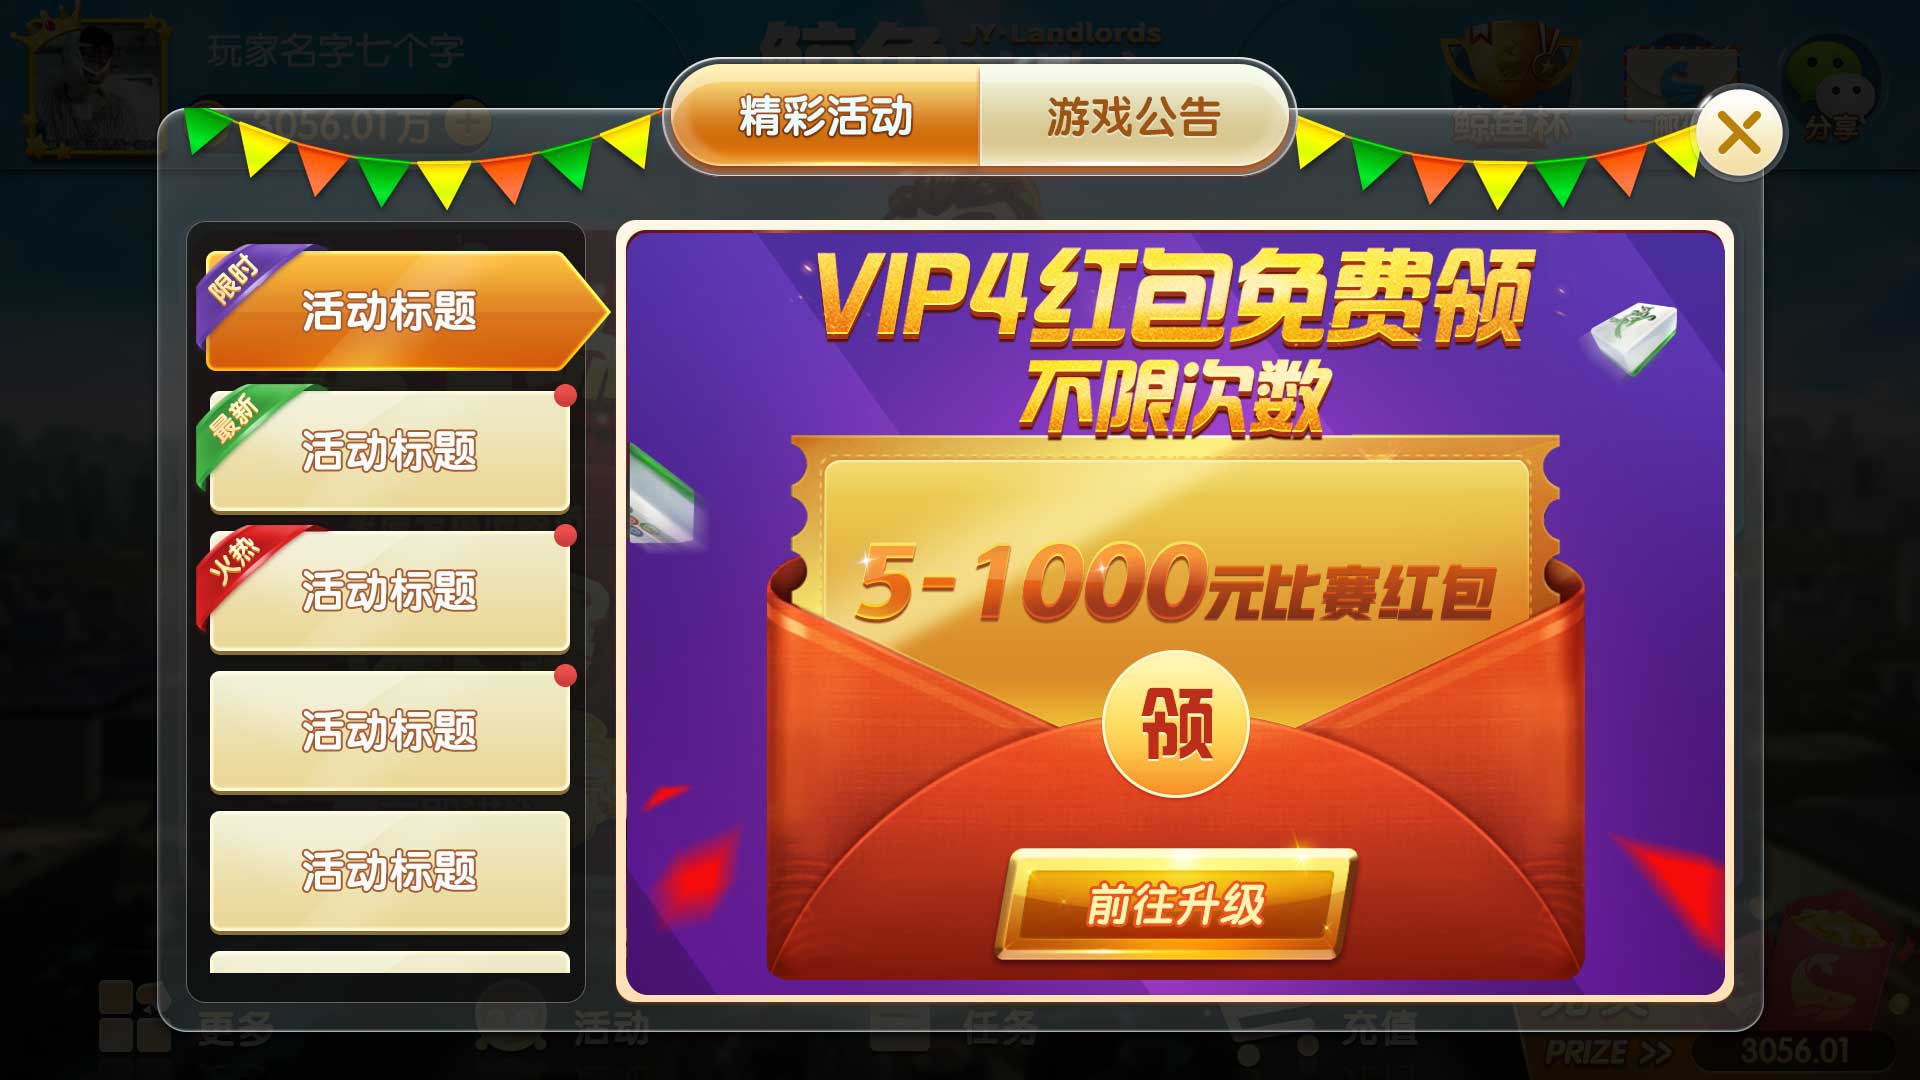 玩家名字七个字
JY·Landlords
3056.01万
鲸鱼杯
分享
精彩活动
游戏公告
限时
活动标题
最新
活动标题
火热
活动标题
活动标题
活动标题
VIP4红包免费领
不限次数
5-1000元比赛红包
领
前往升级
更多
活动
任务
充值
PRIZE >>
3056.01